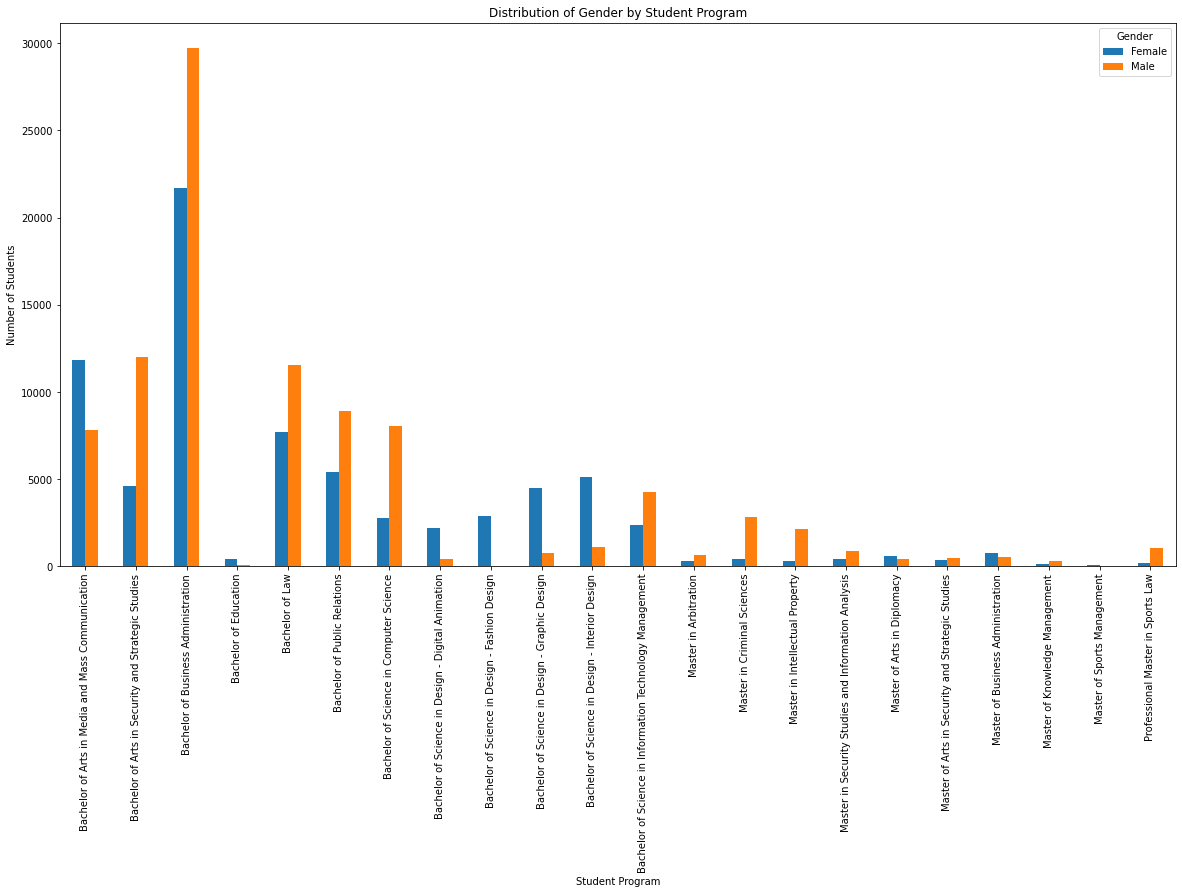 Distribution of Gender by Student Program
Gender
Female
Male
Number of Students
30000
25000
20000
15000
10000
5000
0
Bachelor of Arts in Media and Mass Communication
Bachelor of Arts in Security and Strategic Studies
Bachelor of Business Administration
Bachelor of Education
Bachelor of Law
Bachelor of Public Relations
Bachelor of Science in Computer Science
Bachelor of Science in Design - Digital Animation
Bachelor of Science in Design - Fashion Design
Bachelor of Science in Design - Graphic Design
Bachelor of Science in Design - Interior Design
Bachelor of Science in Information Technology Management
Master in Arbitration
Master in Criminal Sciences
Master in Intellectual Property
Master in Security Studies and Information Analysis
Master of Arts in Diplomacy
Master of Arts in Security and Strategic Studies
Master of Business Administration
Master of Knowledge Management
Master of Sports Management
Professional Master in Sports Law
Student Program